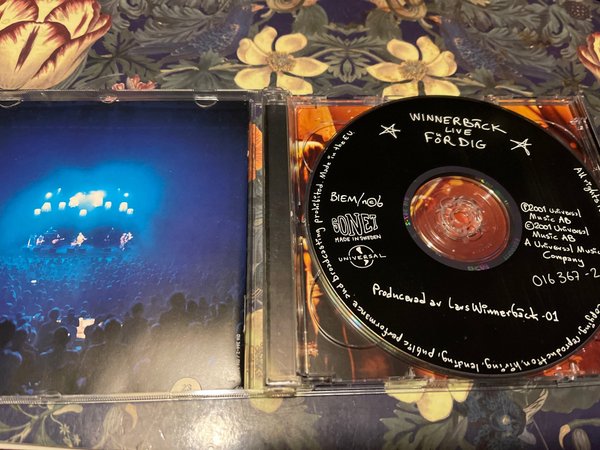 WINNERBÄCK
LIVE
FÖR DIG
BIEM/n©b
SONET
MADE IN SWEDEN
UNIVERSAL
℗2001 Universal
Music AB
©2001 Universal
Music AB
A Universal Music
Company
016 367-2
Producerad av Lars Winnerbäck -01
All rights
copying, reproduction, hiring, lending, public performance and broadcasting prohibited. Made in the E.U.